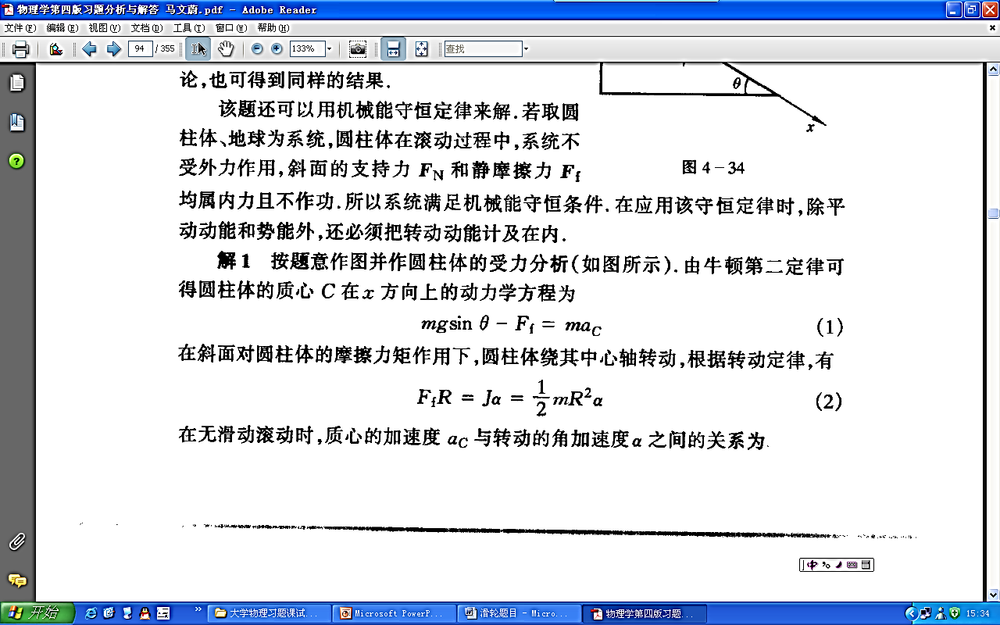 物理学第四版习题分析与解答 马文蔚.pdf - Adobe Reader
文件(F) 编辑(E) 视图(V) 文档(D) 工具(T) 窗口(W) 帮助(H)
94 / 355 133% 查找
论,也可得到同样的结果.
θ
x
该题还可以用机械能守恒定律来解.若取圆
柱体、地球为系统,圆柱体在滚动过程中,系统不
受外力作用,斜面的支持力 F_N 和静摩擦力 F_f
图 4-34
均属内力且不作功.所以系统满足机械能守恒条件.在应用该守恒定律时,除平
动动能和势能外,还必须把转动动能计及在内.
解1 按题意作图并作圆柱体的受力分析(如图所示).由牛顿第二定律可
得圆柱体的质心 C 在 x 方向上的动力学方程为
mgsin θ - F_f = ma_C (1)
在斜面对圆柱体的摩擦力矩作用下,圆柱体绕其中心轴转动,根据转动定律,有
F_f R = Jα = 1/2 mR²α (2)
在无滑动滚动时,质心的加速度 a_C 与转动的角加速度 α 之间的关系为
中
开始 » 大学物理习题课试... Microsoft PowerP... 滑轮题目 - Micro... 物理学第四版习题... 15:34